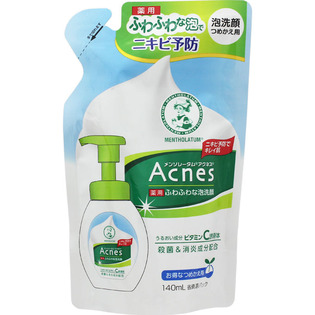 薬用
ふわふわな泡で
ニキビ予防
泡洗顔
つめかえ用
MENTHOLATUM
メンソレータム アクネス
Acnes
薬用 ふわふわな泡洗顔
ニキビ予防で
キレイ肌
うるおい成分 ビタミンC誘導体
殺菌&消炎成分配合
お得なつめかえ用
140mL
Acnes